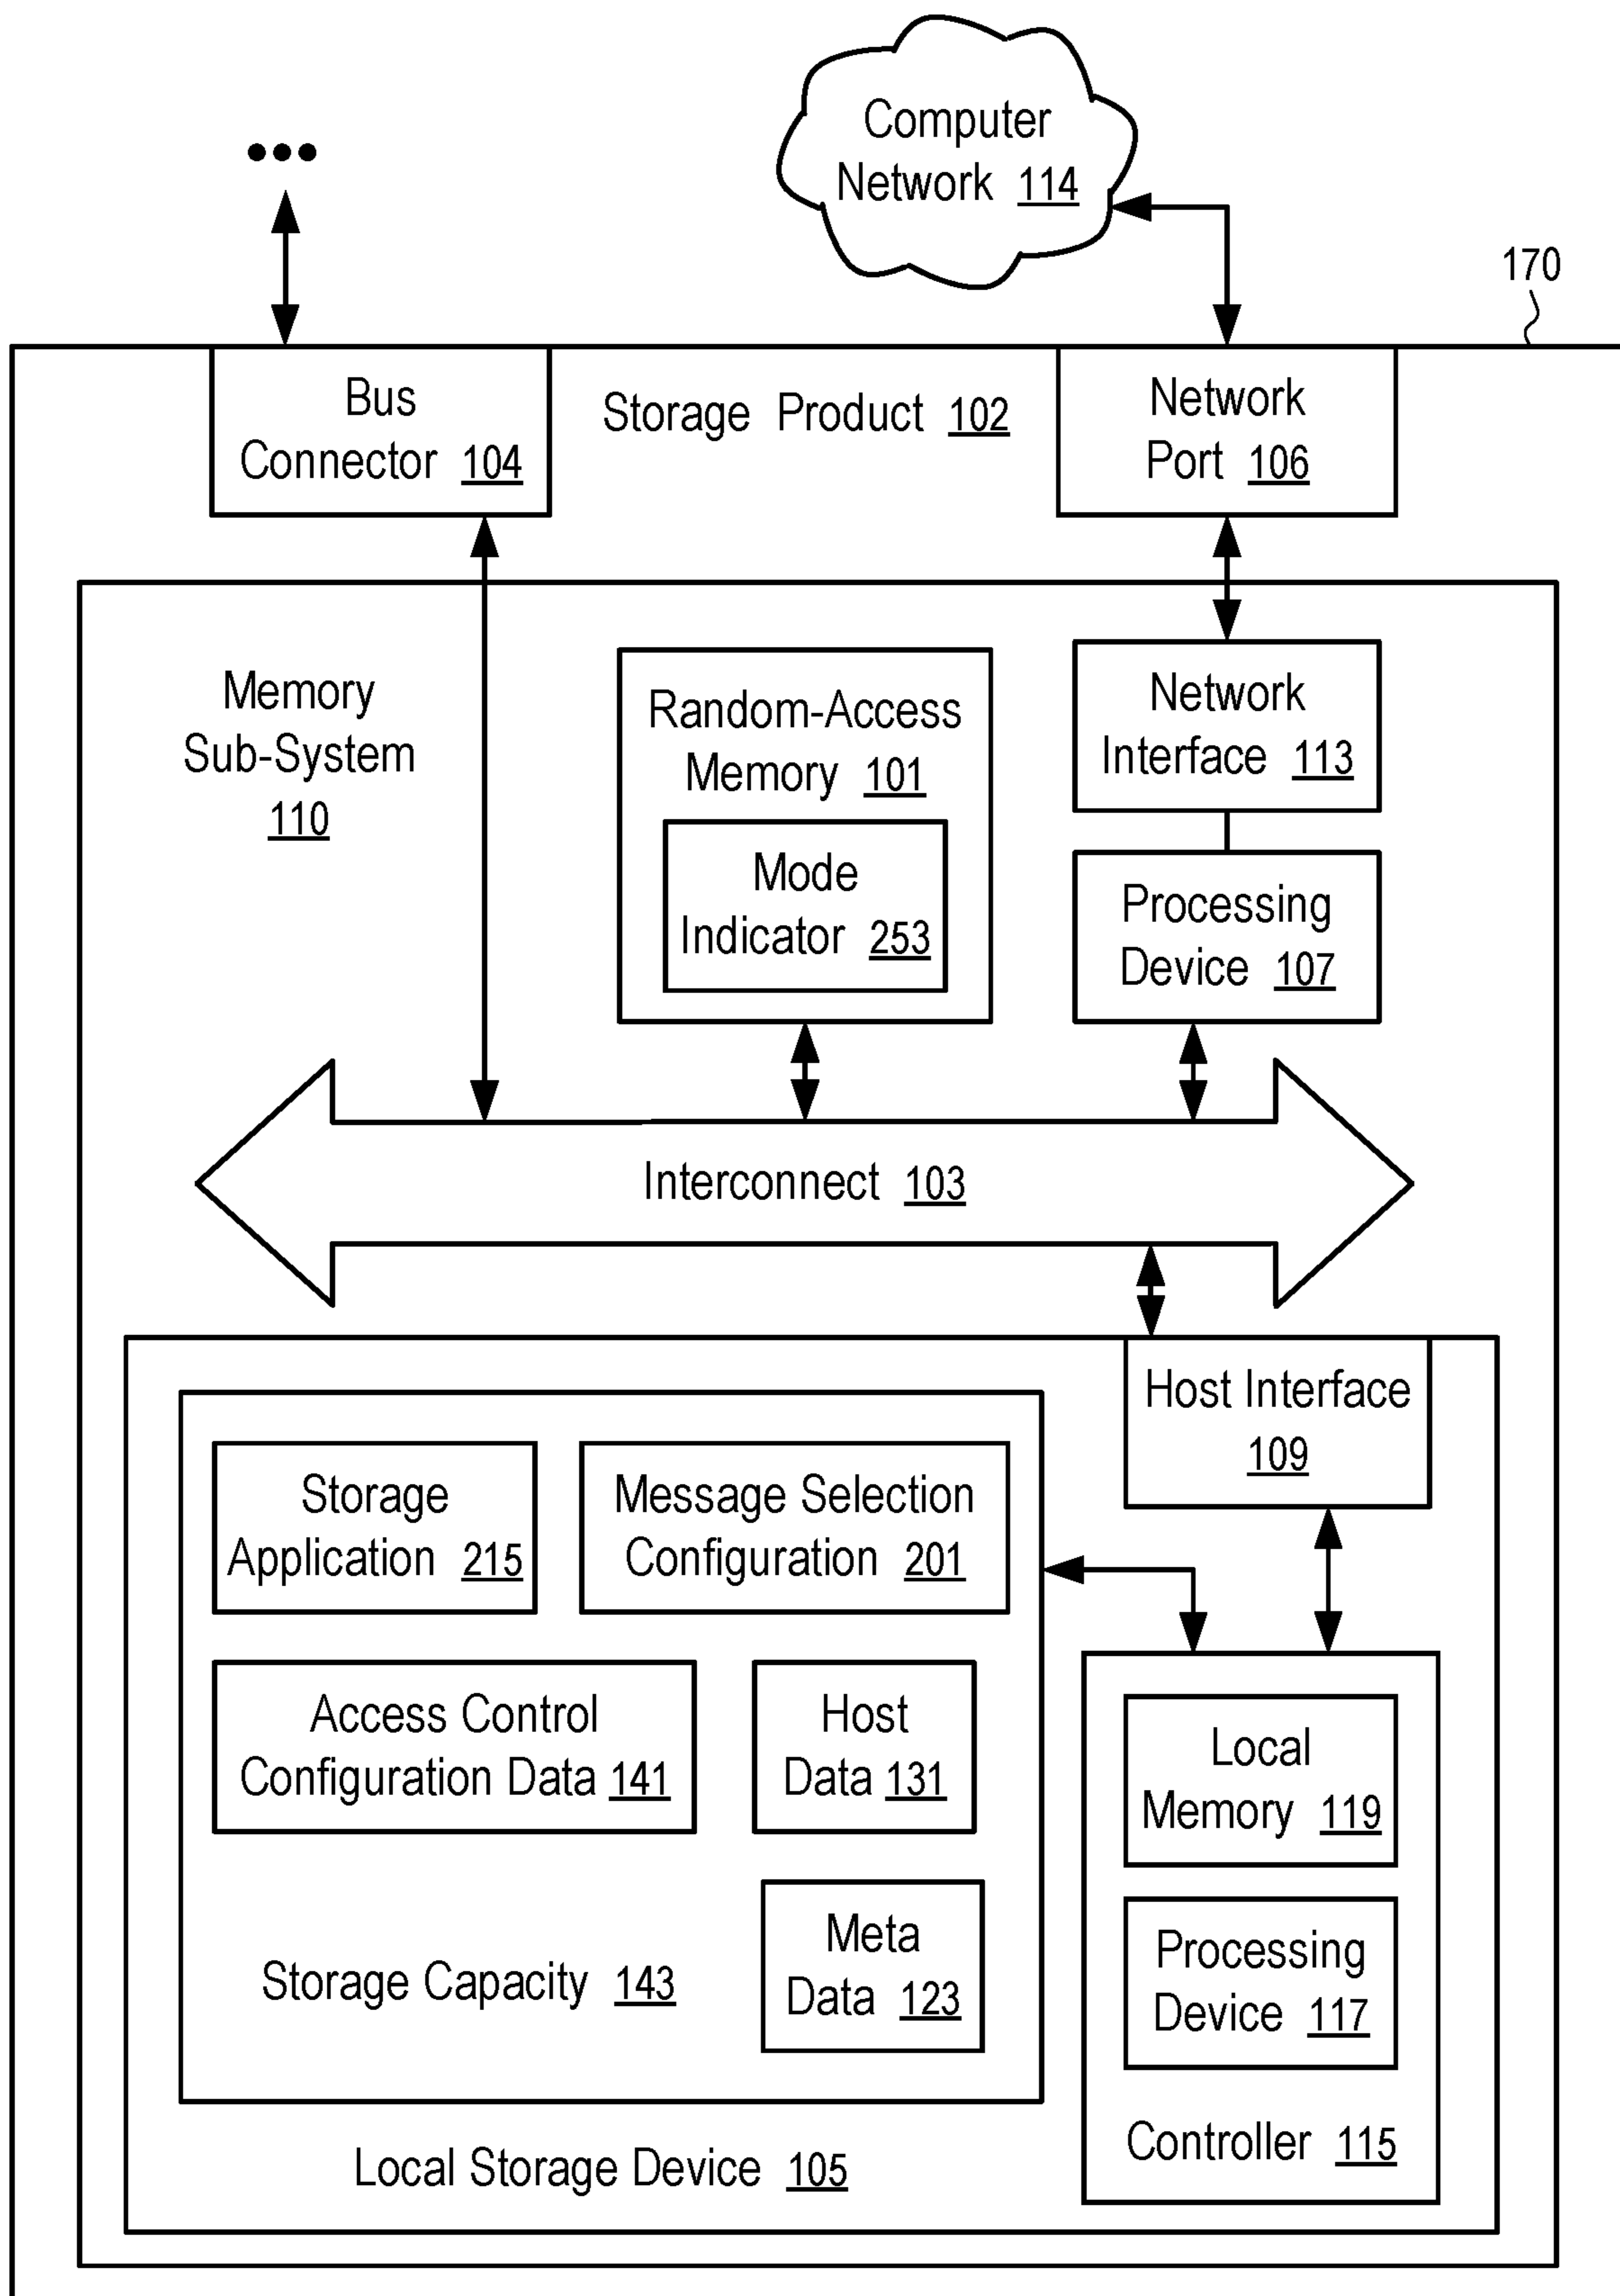 Computer
Network 114
170
Bus
Connector 104
Storage Product 102
Network
Port 106
Memory
Sub-System
110
Random-Access
Memory 101
Mode
Indicator 253
Network
Interface 113
Processing
Device 107
Interconnect 103
Host Interface
109
Storage
Application 215
Message Selection
Configuration 201
Access Control
Configuration Data 141
Host
Data 131
Local
Memory 119
Meta
Data 123
Storage Capacity 143
Processing
Device 117
Controller 115
Local Storage Device 105